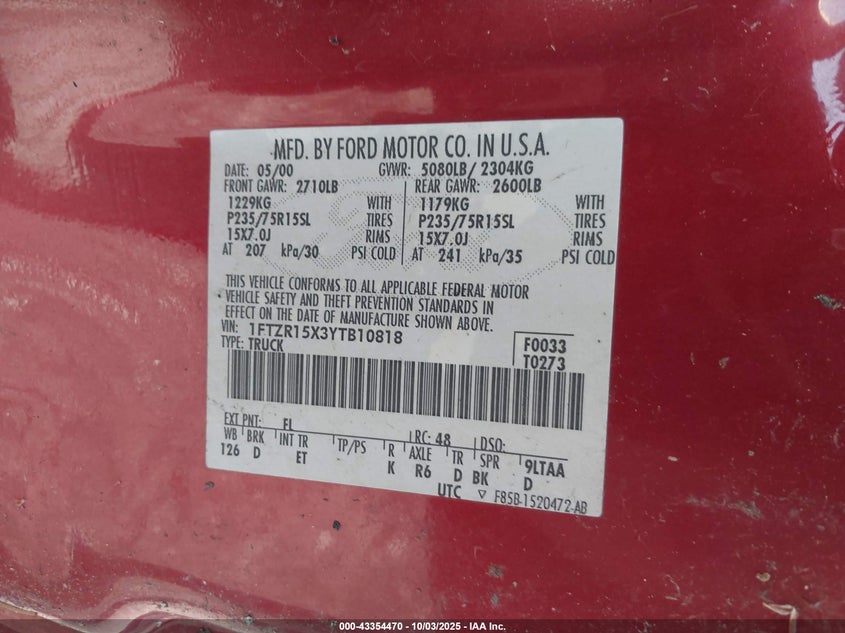 MFD. BY FORD MOTOR CO. IN U.S.A.
DATE: 05/00 GVWR: 5080LB/ 2304KG
FRONT GAWR: 2710LB REAR GAWR: 2600LB
1229KG WITH 1179KG WITH
P235/75R15SL TIRES P235/75R15SL TIRES
15X7.0J RIMS 15X7.0J RIMS
AT 207 kPa/30 PSI COLD AT 241 kPa/35 PSI COLD
THIS VEHICLE CONFORMS TO ALL APPLICABLE FEDERAL MOTOR
VEHICLE SAFETY AND THEFT PREVENTION STANDARDS IN
EFFECT ON THE DATE OF MANUFACTURE SHOWN ABOVE.
VIN: 1FTZR15X3YTB10818 F0033
TYPE: TRUCK T0273
EXT PNT: FL RC: 48 DSO:
WB BRK INT TR TP/PS R AXLE TR SPR 9LTAA
126 D ET K R6 D BK D
UTC ▽ F85B-1520472-AB
000-43354470 - 10/03/2025 - IAA Inc.